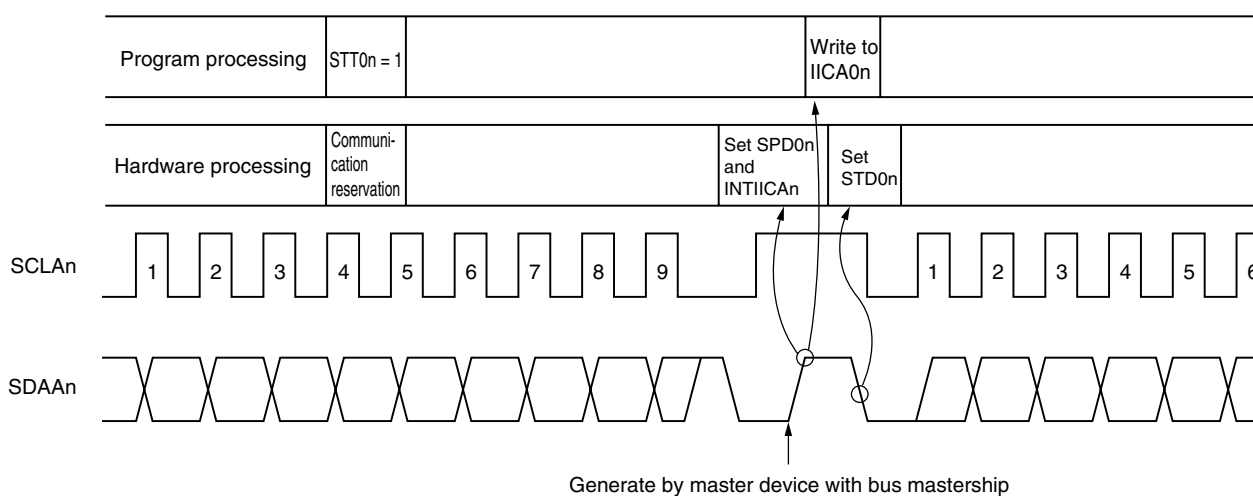 Program processing
STT0n = 1
Write to
IICA0n
Hardware processing
Communi-
cation
reservation
Set SPD0n
and
INTIICAn
Set
STD0n
SCLAn
1 2 3 4 5 6 7 8 9 1 2 3 4 5 6
SDAAn
Generate by master device with bus mastership